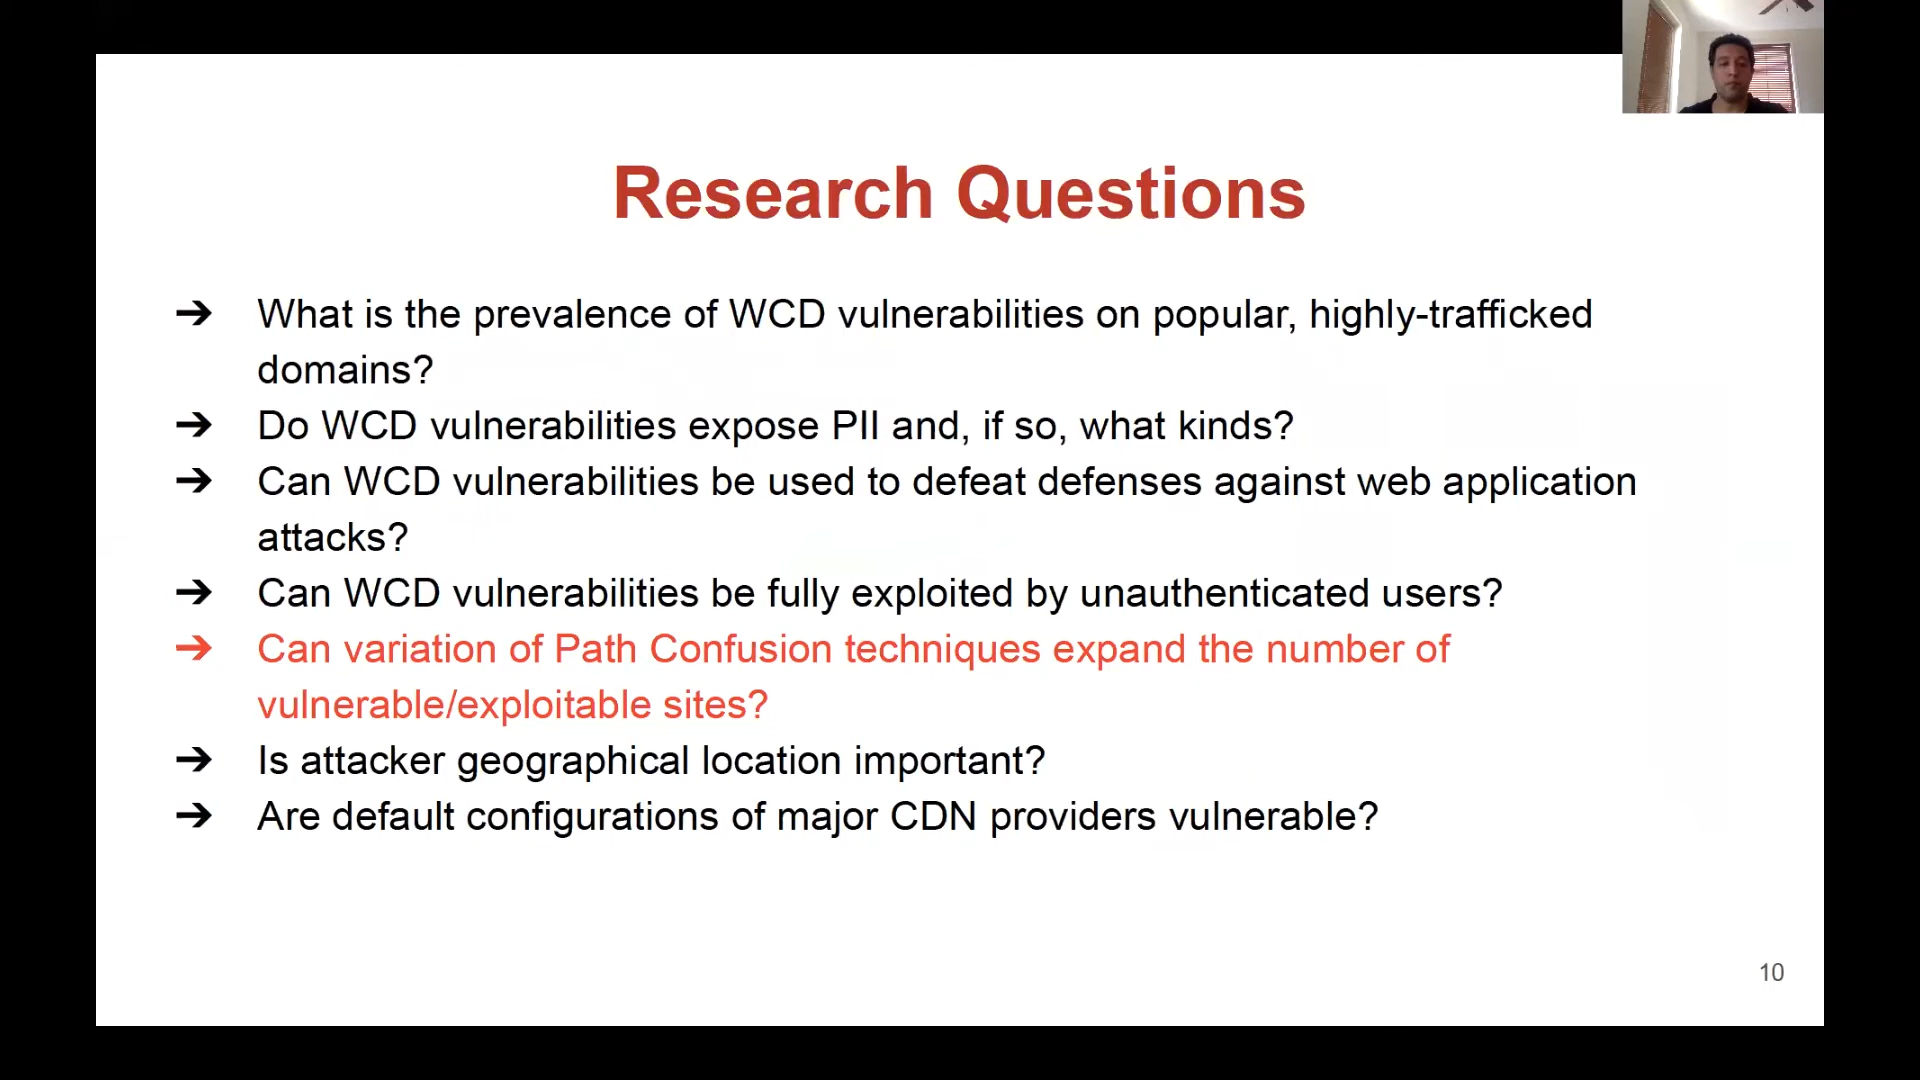 Research Questions
➔ What is the prevalence of WCD vulnerabilities on popular, highly-trafficked
domains?
➔ Do WCD vulnerabilities expose PII and, if so, what kinds?
➔ Can WCD vulnerabilities be used to defeat defenses against web application
attacks?
➔ Can WCD vulnerabilities be fully exploited by unauthenticated users?
➔ Can variation of Path Confusion techniques expand the number of
vulnerable/exploitable sites?
➔ Is attacker geographical location important?
➔ Are default configurations of major CDN providers vulnerable?
10